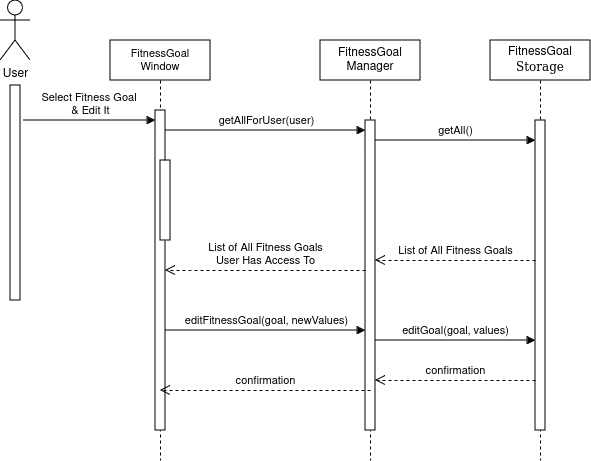 User
FitnessGoal
Window
FitnessGoal
Manager
FitnessGoal
Storage
Select Fitness Goal
& Edit It
getAllForUser(user)
getAll()
List of All Fitness Goals
User Has Access To
List of All Fitness Goals
editFitnessGoal(goal, newValues)
editGoal(goal, values)
confirmation
confirmation